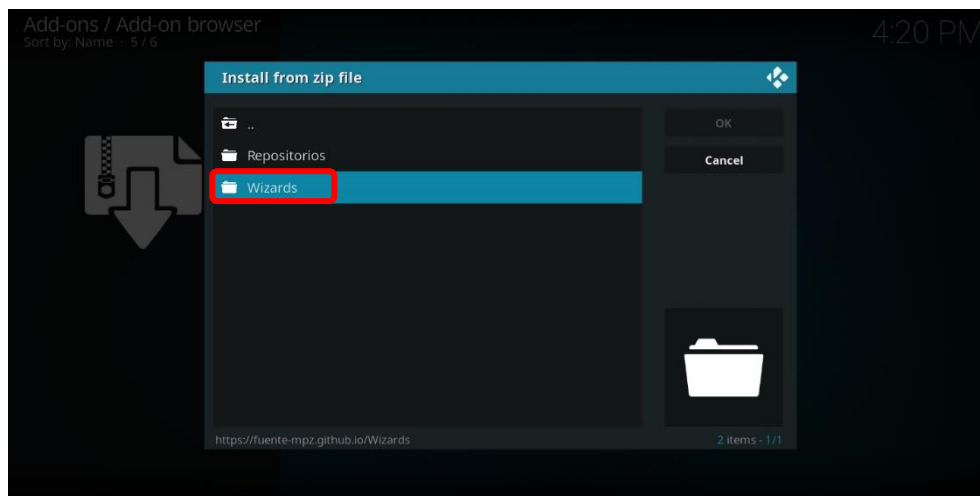 Add-ons / Add-on browser
Sort by: Name · 5 / 6
4:20 PM
Install from zip file
..
OK
Repositorios
Cancel
Wizards
https://fuente-mpz.github.io/Wizards
2 items - 1/1